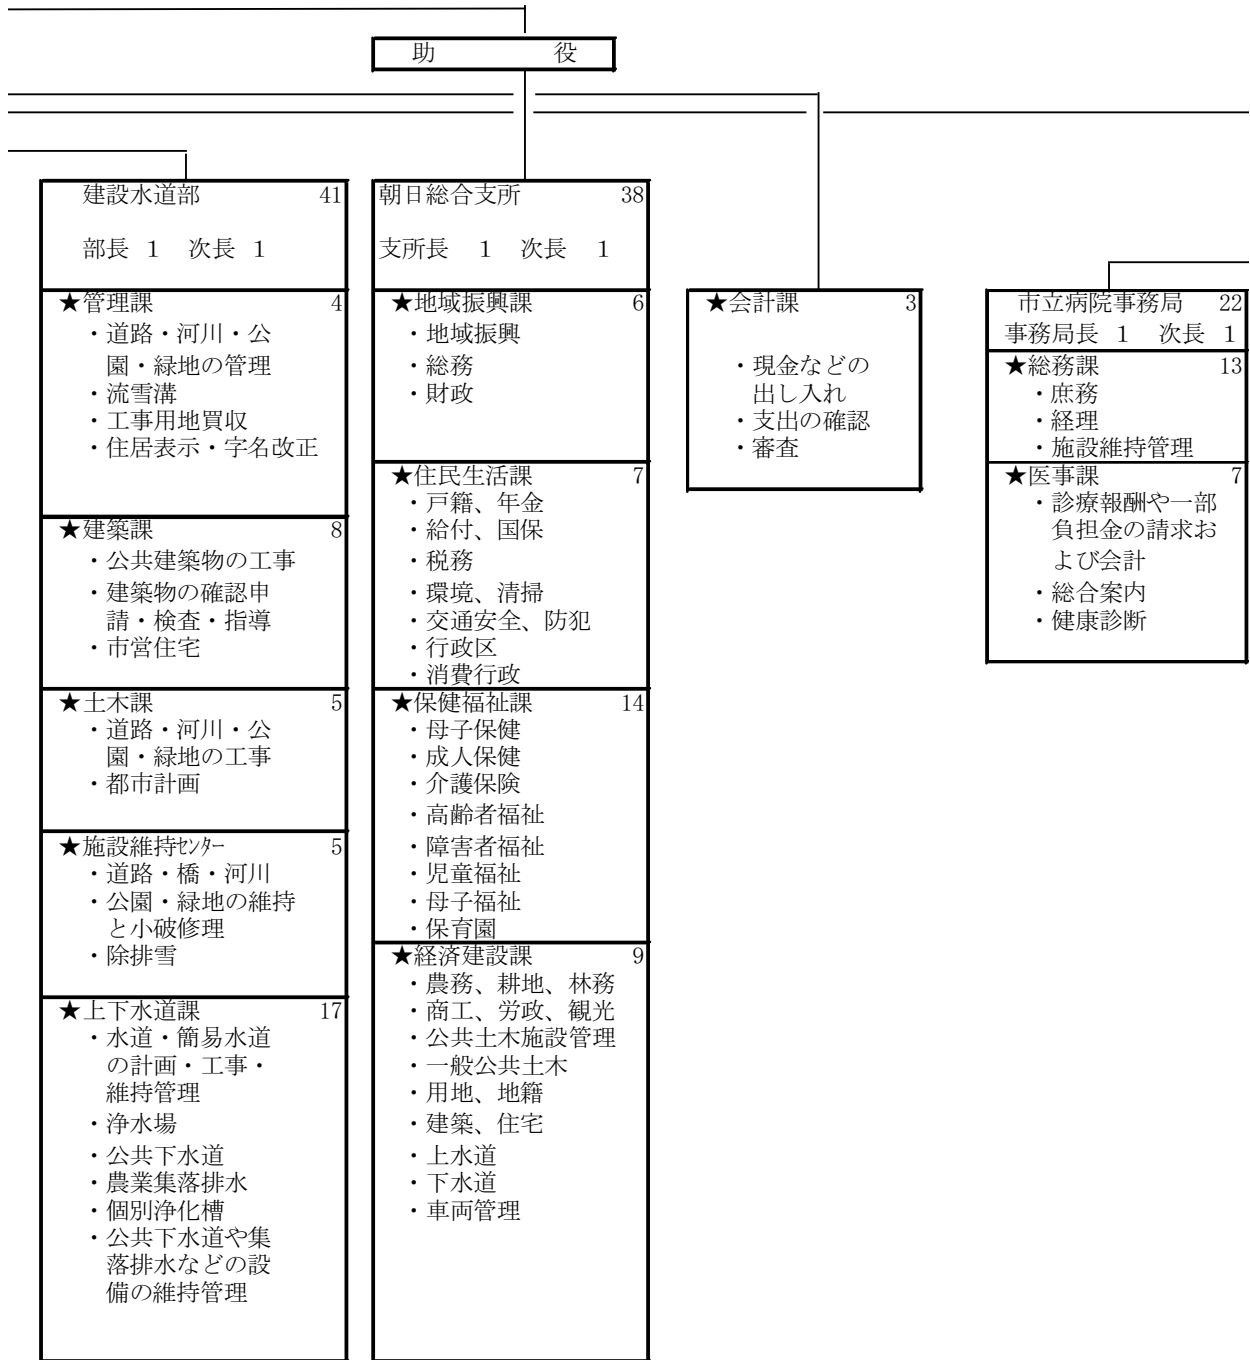 助　　　役
建設水道部 41
部長 1 次長 1
★管理課 4
・道路・河川・公
園・緑地の管理
・流雪溝
・工事用地買収
・住居表示・字名改正
★建築課 8
・公共建築物の工事
・建築物の確認申
請・検査・指導
・市営住宅
★土木課 5
・道路・河川・公
園・緑地の工事
・都市計画
★施設維持ｾﾝﾀー 5
・道路・橋・河川
・公園・緑地の維持
と小破修理
・除排雪
★上下水道課 17
・水道・簡易水道
の計画・工事・
維持管理
・浄水場
・公共下水道
・農業集落排水
・個別浄化槽
・公共下水道や集
落排水などの設
備の維持管理
朝日総合支所 38
支所長 1 次長 1
★地域振興課 6
・地域振興
・総務
・財政
★住民生活課 7
・戸籍、年金
・給付、国保
・税務
・環境、清掃
・交通安全、防犯
・行政区
・消費行政
★保健福祉課 14
・母子保健
・成人保健
・介護保険
・高齢者福祉
・障害者福祉
・児童福祉
・母子福祉
・保育園
★経済建設課 9
・農務、耕地、林務
・商工、労政、観光
・公共土木施設管理
・一般公共土木
・用地、地籍
・建築、住宅
・上水道
・下水道
・車両管理
★会計課 3
・現金などの
出し入れ
・支出の確認
・審査
市立病院事務局 22
事務局長 1 次長 1
★総務課 13
・庶務
・経理
・施設維持管理
★医事課 7
・診療報酬や一部
負担金の請求お
よび会計
・総合案内
・健康診断